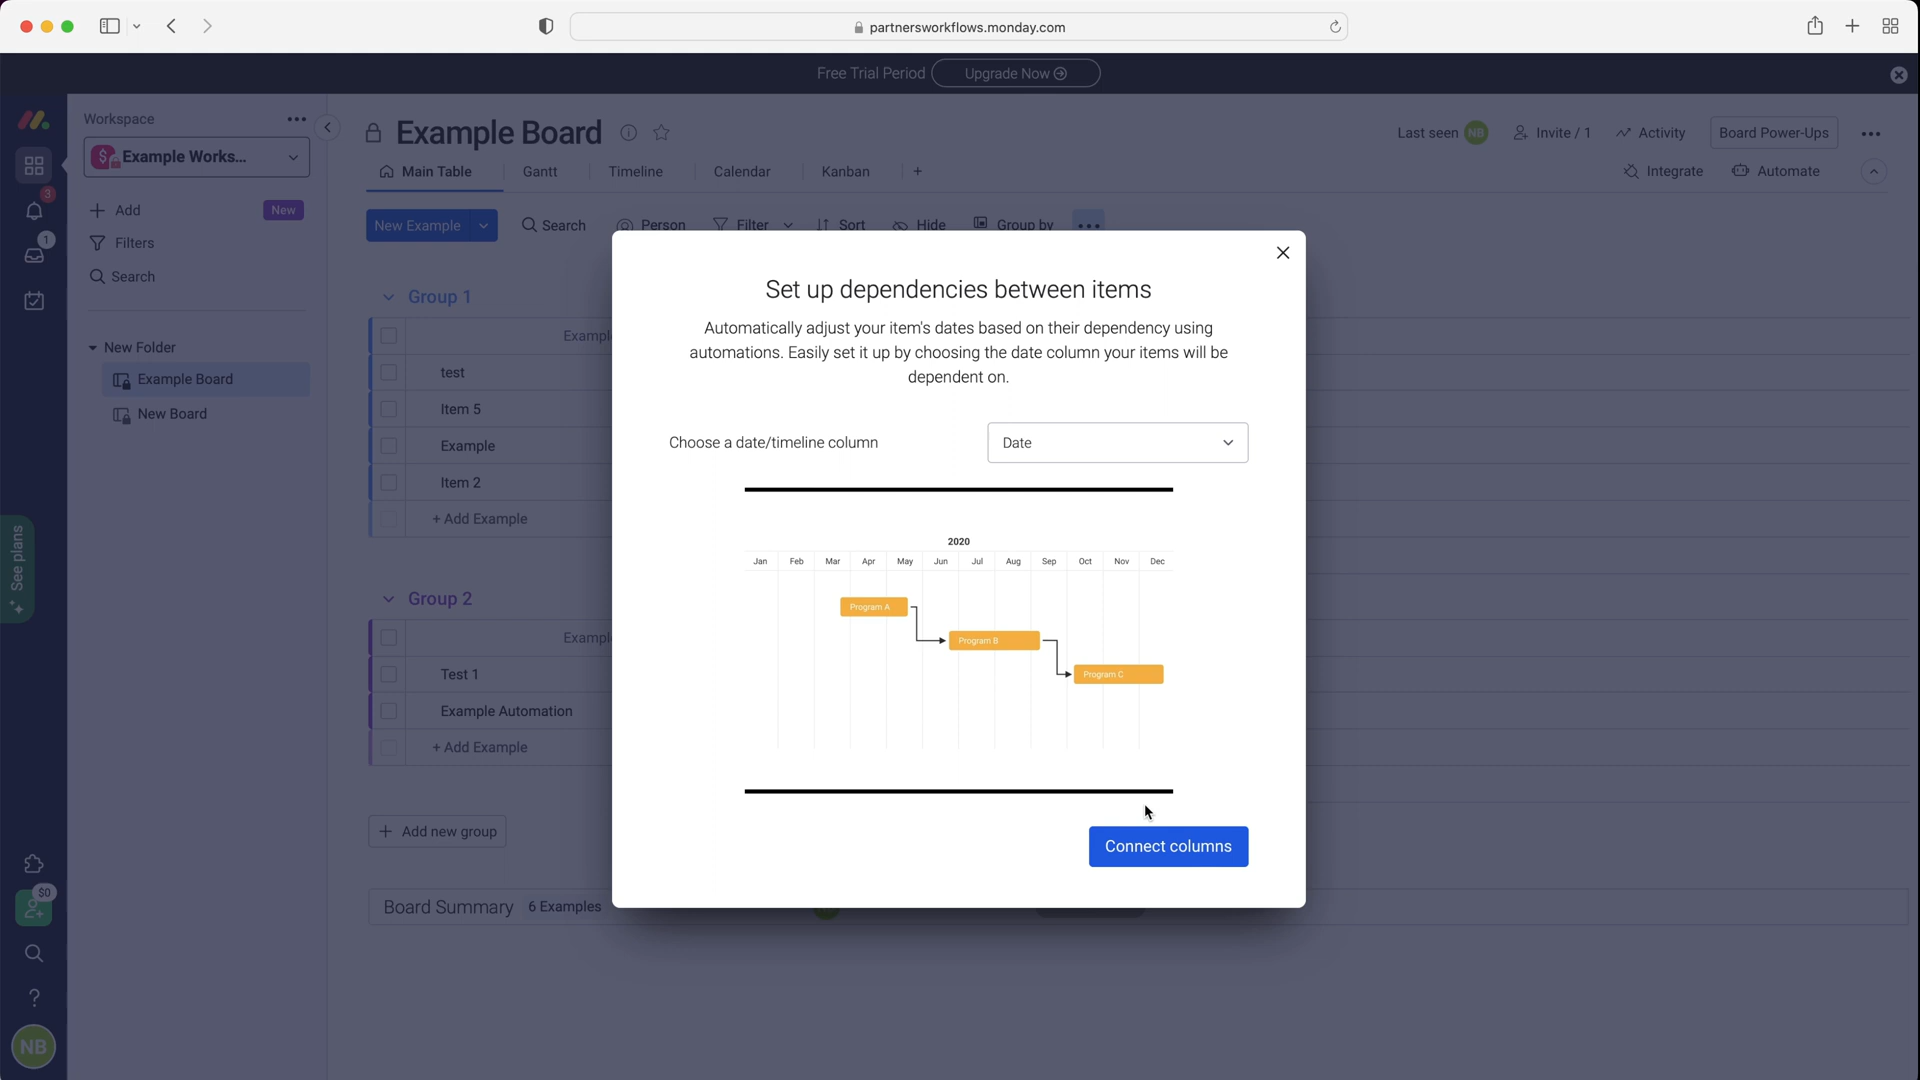 partnersworkflows.monday.com
Free Trial Period
Upgrade Now
Workspace
Example Works...
Add
New
Filters
Search
New Folder
Example Board
New Board
3
1
See plans
$0
?
NB
Example Board
Last seen NB
Invite / 1
Activity
Board Power-Ups
Main Table
Gantt
Timeline
Calendar
Kanban
+
Integrate
Automate
New Example
Search
Person
Filter
Sort
Hide
Group by
Group 1
test
Item 5
Example
Item 2
+ Add Example
Group 2
Test 1
Example Automation
+ Add Example
+ Add new group
Board Summary 6 Examples
Set up dependencies between items
Automatically adjust your item's dates based on their dependency using
automations. Easily set it up by choosing the date column your items will be
dependent on.
Choose a date/timeline column
Date
2020
Jan Feb Mar Apr May Jun Jul Aug Sep Oct Nov Dec
Program A
Program B
Program C
Connect columns